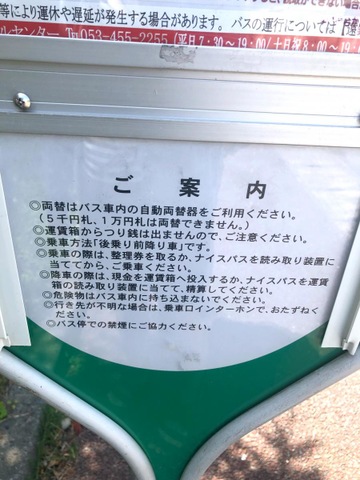 等により運休や遅延が発生する場合があります。バスの運行については
ルセンター ℡053-455-2255(平日7:30～19:00/土日祝8:00～
ご案内
◎両替はバス車内の自動両替器をご利用ください。
(5千円札、1万円札は両替できません。)
◎運賃箱からつり銭は出ませんので、ご注意ください。
◎乗車方法「後乗り前降り車」です。
◎乗車の際は、整理券を取るか、ナイスパスを読み取り装置に
当ててから、ご乗車ください。
◎降車の際は、現金を運賃箱へ投入するか、ナイスパスを運賃
箱の読み取り装置に当てて、精算してください。
◎危険物はバス車内に持ち込まないでください。
◎行き先が不明な場合は、乗車口インターホンで、おたずねく
ださい。
◎バス停での禁煙にご協力ください。